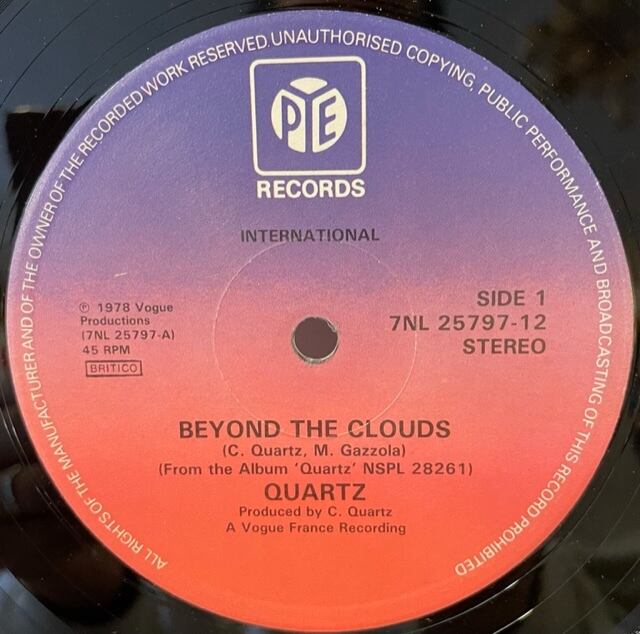 ALL RIGHTS OF THE MANUFACTURER AND OF THE OWNER OF THE RECORDED WORK RESERVED. UNAUTHORISED COPYING, PUBLIC PERFORMANCE AND BROADCASTING OF THIS RECORD PROHIBITED
PYE
RECORDS
INTERNATIONAL
℗ 1978 Vogue
Productions
(7NL 25797-A)
45 RPM
BRITICO
SIDE 1
7NL 25797-12
STEREO
BEYOND THE CLOUDS
(C. Quartz, M. Gazzola)
(From the Album 'Quartz' NSPL 28261)
QUARTZ
Produced by C. Quartz
A Vogue France Recording